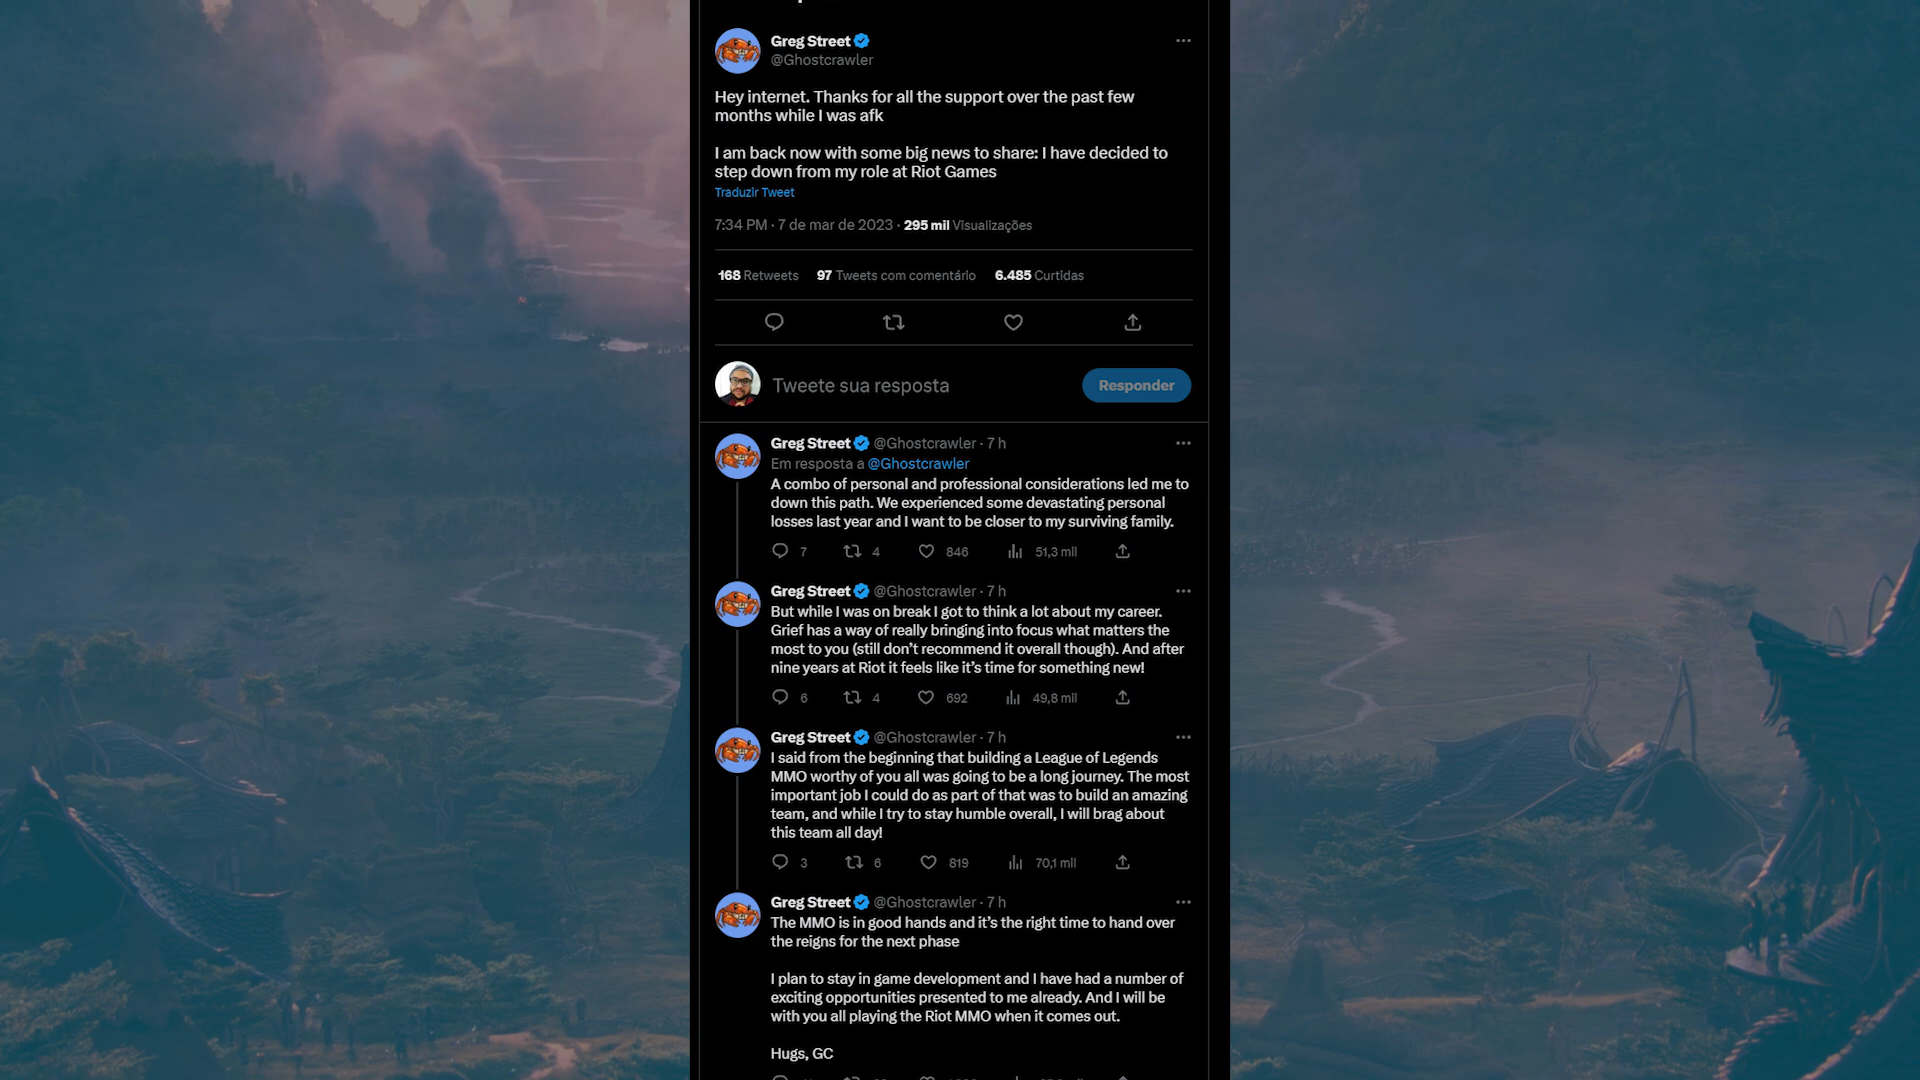 Greg Street
@Ghostcrawler
Hey internet. Thanks for all the support over the past few
months while I was afk
I am back now with some big news to share: I have decided to
step down from my role at Riot Games
Traduzir Tweet
7:34 PM · 7 de mar de 2023 · 295 mil Visualizações
168 Retweets 97 Tweets com comentário 6.485 Curtidas
Tweete sua resposta
Responder
Greg Street @Ghostcrawler · 7 h
Em resposta a @Ghostcrawler
A combo of personal and professional considerations led me to
down this path. We experienced some devastating personal
losses last year and I want to be closer to my surviving family.
7 4 846 51,3 mil
Greg Street @Ghostcrawler · 7 h
But while I was on break I got to think a lot about my career.
Grief has a way of really bringing into focus what matters the
most to you (still don’t recommend it overall though). And after
nine years at Riot it feels like it’s time for something new!
6 4 692 49,8 mil
Greg Street @Ghostcrawler · 7 h
I said from the beginning that building a League of Legends
MMO worthy of you all was going to be a long journey. The most
important job I could do as part of that was to build an amazing
team, and while I try to stay humble overall, I will brag about
this team all day!
3 6 819 70,1 mil
Greg Street @Ghostcrawler · 7 h
The MMO is in good hands and it’s the right time to hand over
the reigns for the next phase
I plan to stay in game development and I have had a number of
exciting opportunities presented to me already. And I will be
with you all playing the Riot MMO when it comes out.
Hugs, GC